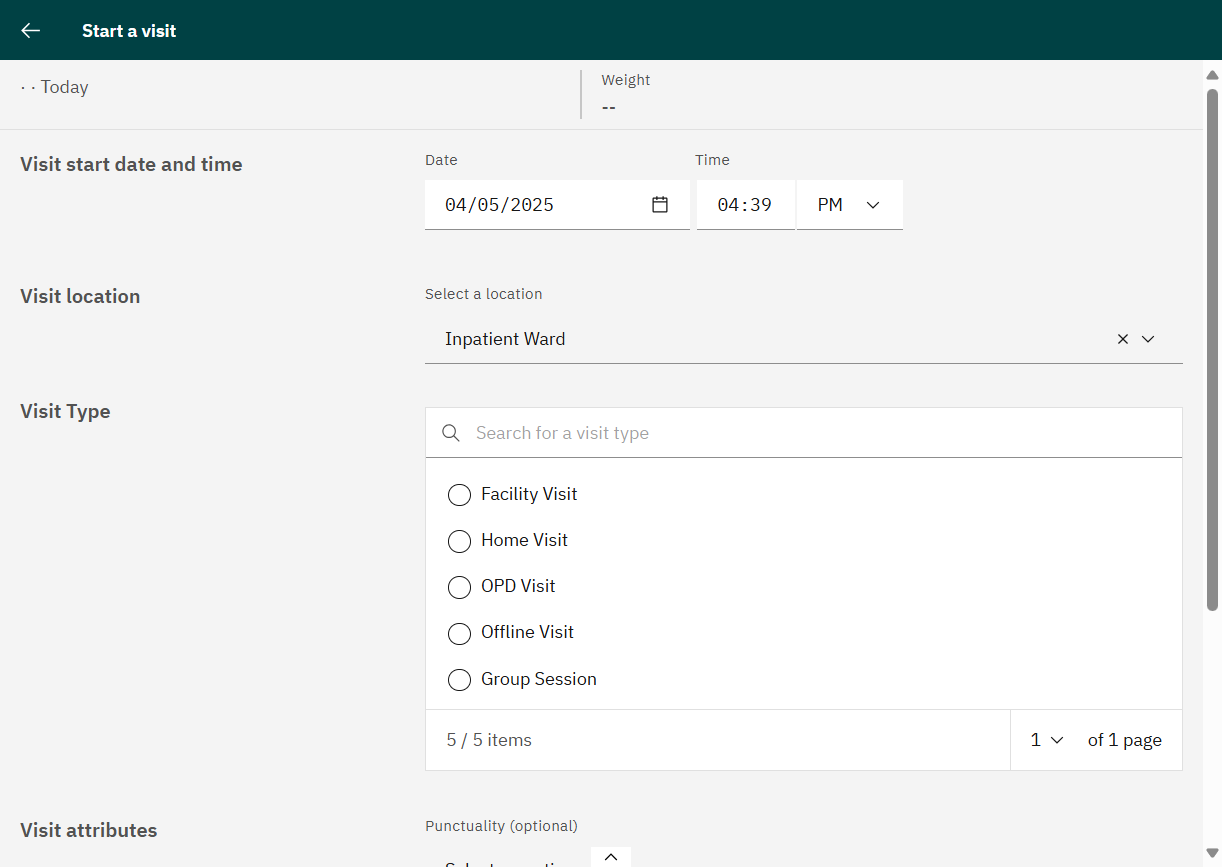 Start a visit
· · Today
Weight
--
Visit start date and time
Date
Time
04/05/2025
04:39
PM
Visit location
Select a location
Inpatient Ward
Visit Type
Search for a visit type
Facility Visit
Home Visit
OPD Visit
Offline Visit
Group Session
5 / 5 items
1
of 1 page
Visit attributes
Punctuality (optional)